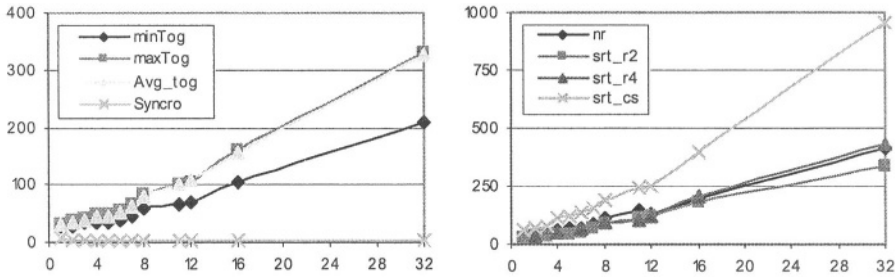 400
300
200
100
0
minTog
maxTog
Avg_tog
Syncro
0 4 8 12 16 20 24 28 32
1000
750
500
250
0
nr
srt_r2
srt_r4
srt_cs
0 4 8 12 16 20 24 28 32